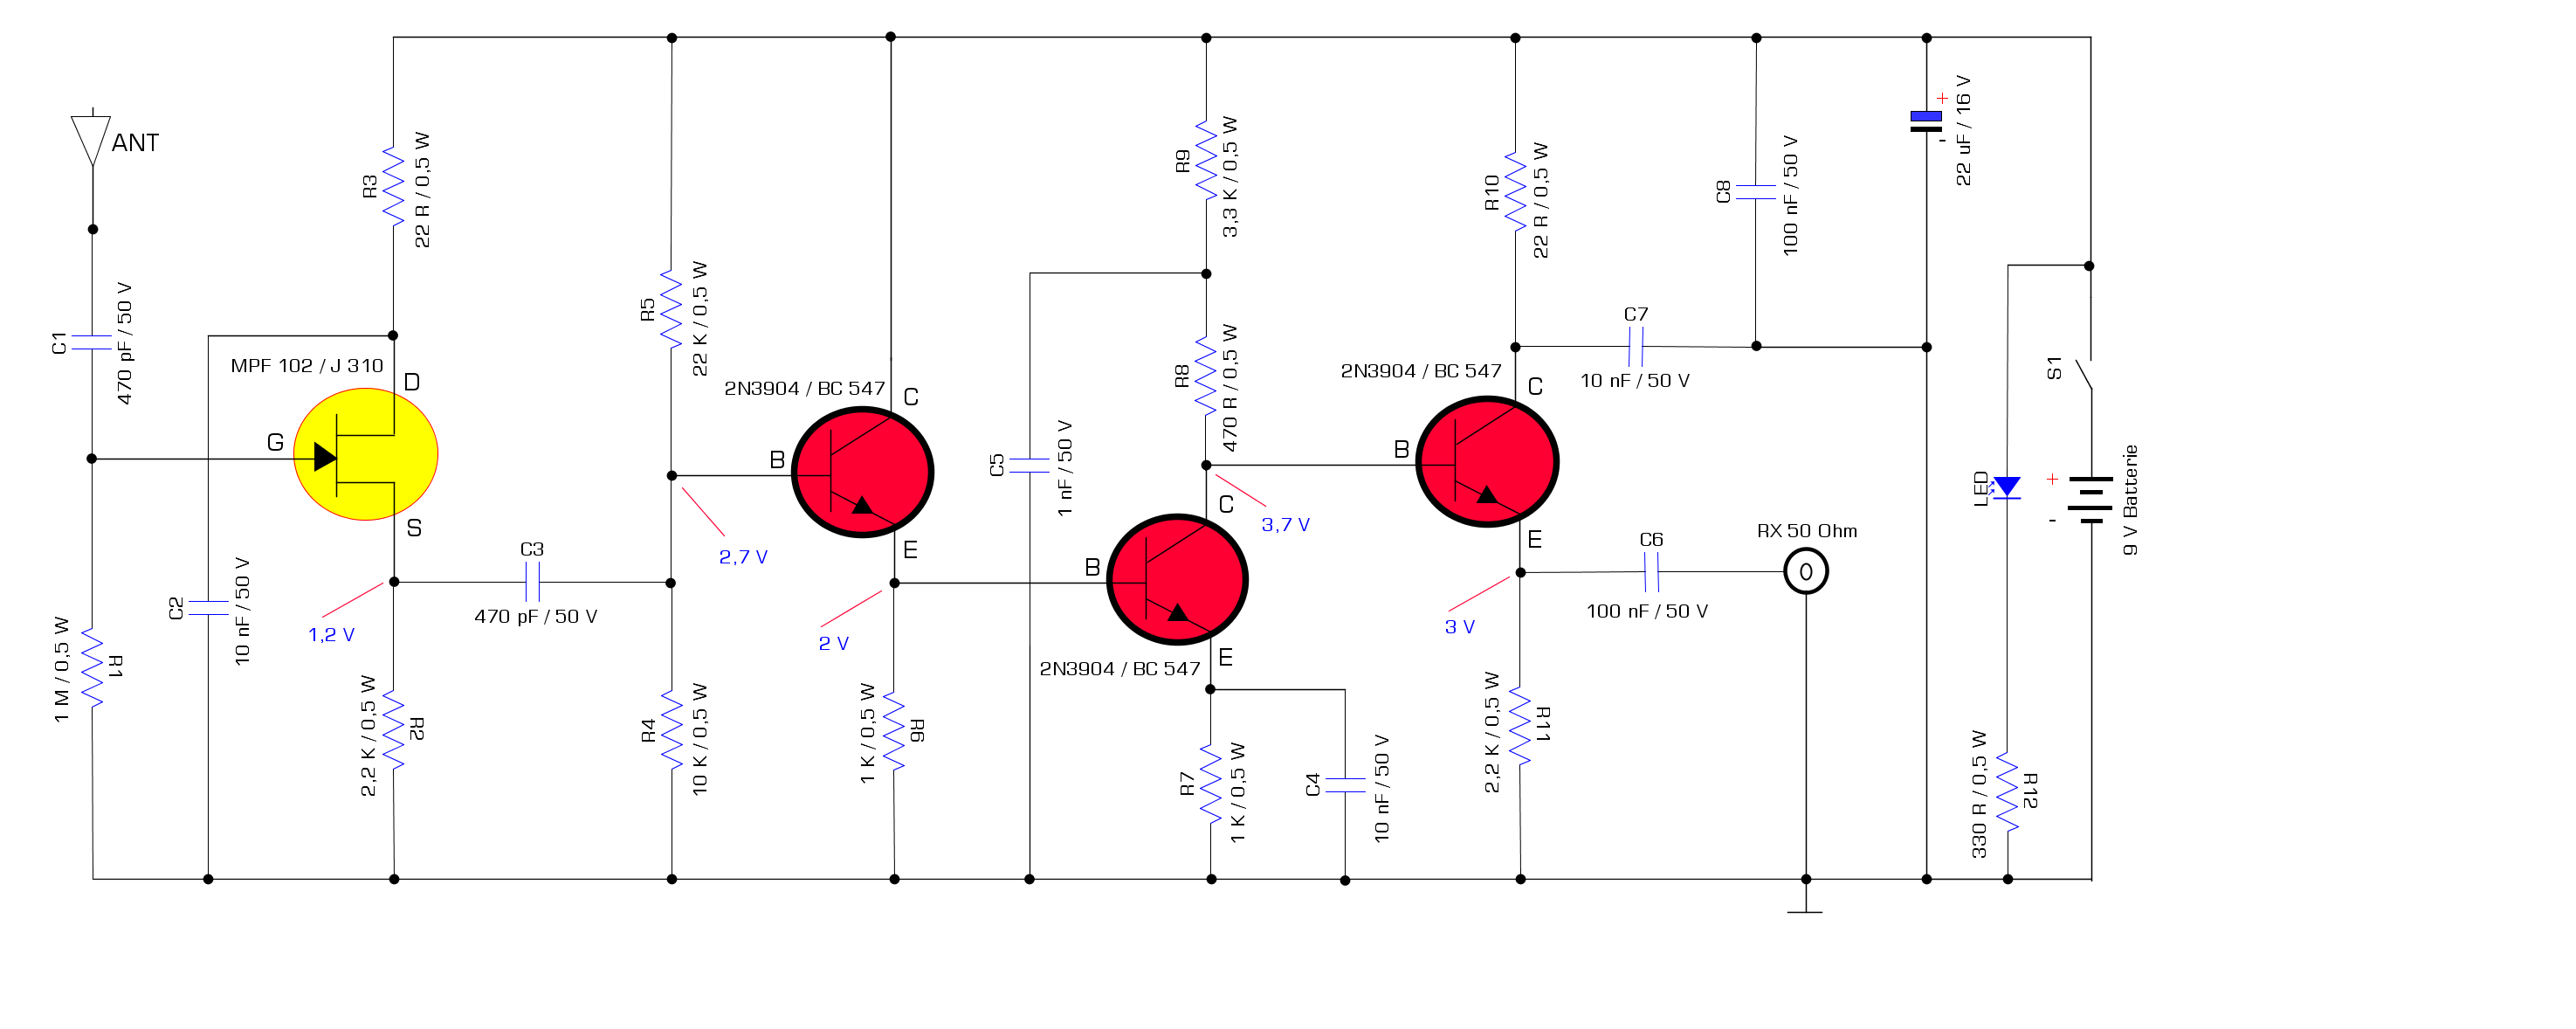 ANT
C1
470 pF / 50 V
1 M / 0,5 W
R1
C2
10 nF / 50 V
R3
22 R / 0,5 W
MPF 102 / J 310
D
G
S
1,2 V
2,2 K / 0,5 W
R2
C3
470 pF / 50 V
R5
22 K / 0,5 W
2,7 V
R4
10 K / 0,5 W
2N3904 / BC 547
C
B
E
2 V
1 K / 0,5 W
R6
C5
1 nF / 50 V
R9
3,3 K / 0,5 W
R8
470 R / 0,5 W
3,7 V
C
B
E
2N3904 / BC 547
R7
1 K / 0,5 W
C4
10 nF / 50 V
R10
22 R / 0,5 W
2N3904 / BC 547
C
B
E
3 V
2,2 K / 0,5 W
R11
C7
10 nF / 50 V
C6
100 nF / 50 V
C8
100 nF / 50 V
RX 50 Ohm
+
-
22 uF / 16 V
LED
330 R / 0,5 W
R12
S1
+
-
9 V Batterie